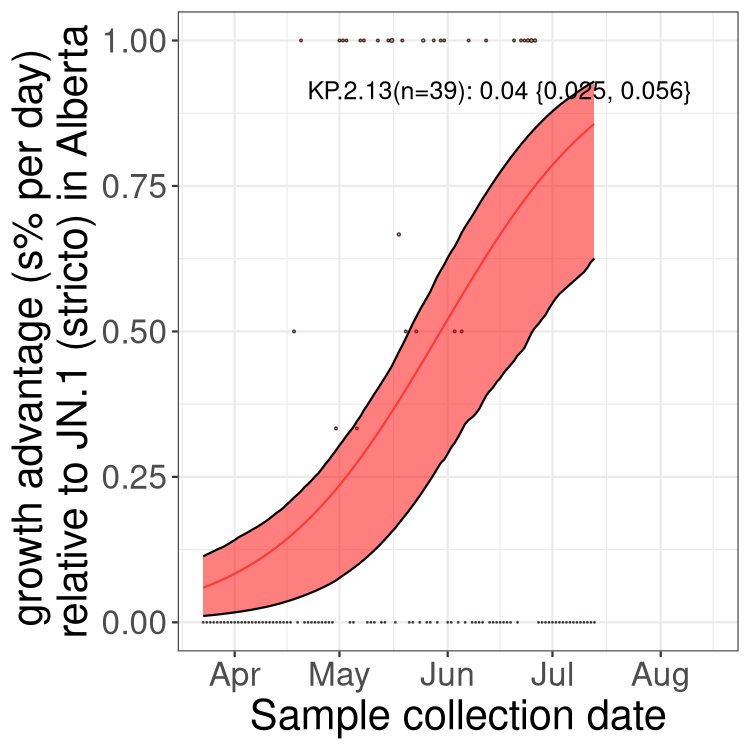 growth advantage (s% per day)
relative to JN.1 (stricto) in Alberta
1.00
0.75
0.50
0.25
0.00
KP.2.13(n=39): 0.04 {0.025, 0.056}
Apr May Jun Jul Aug
Sample collection date